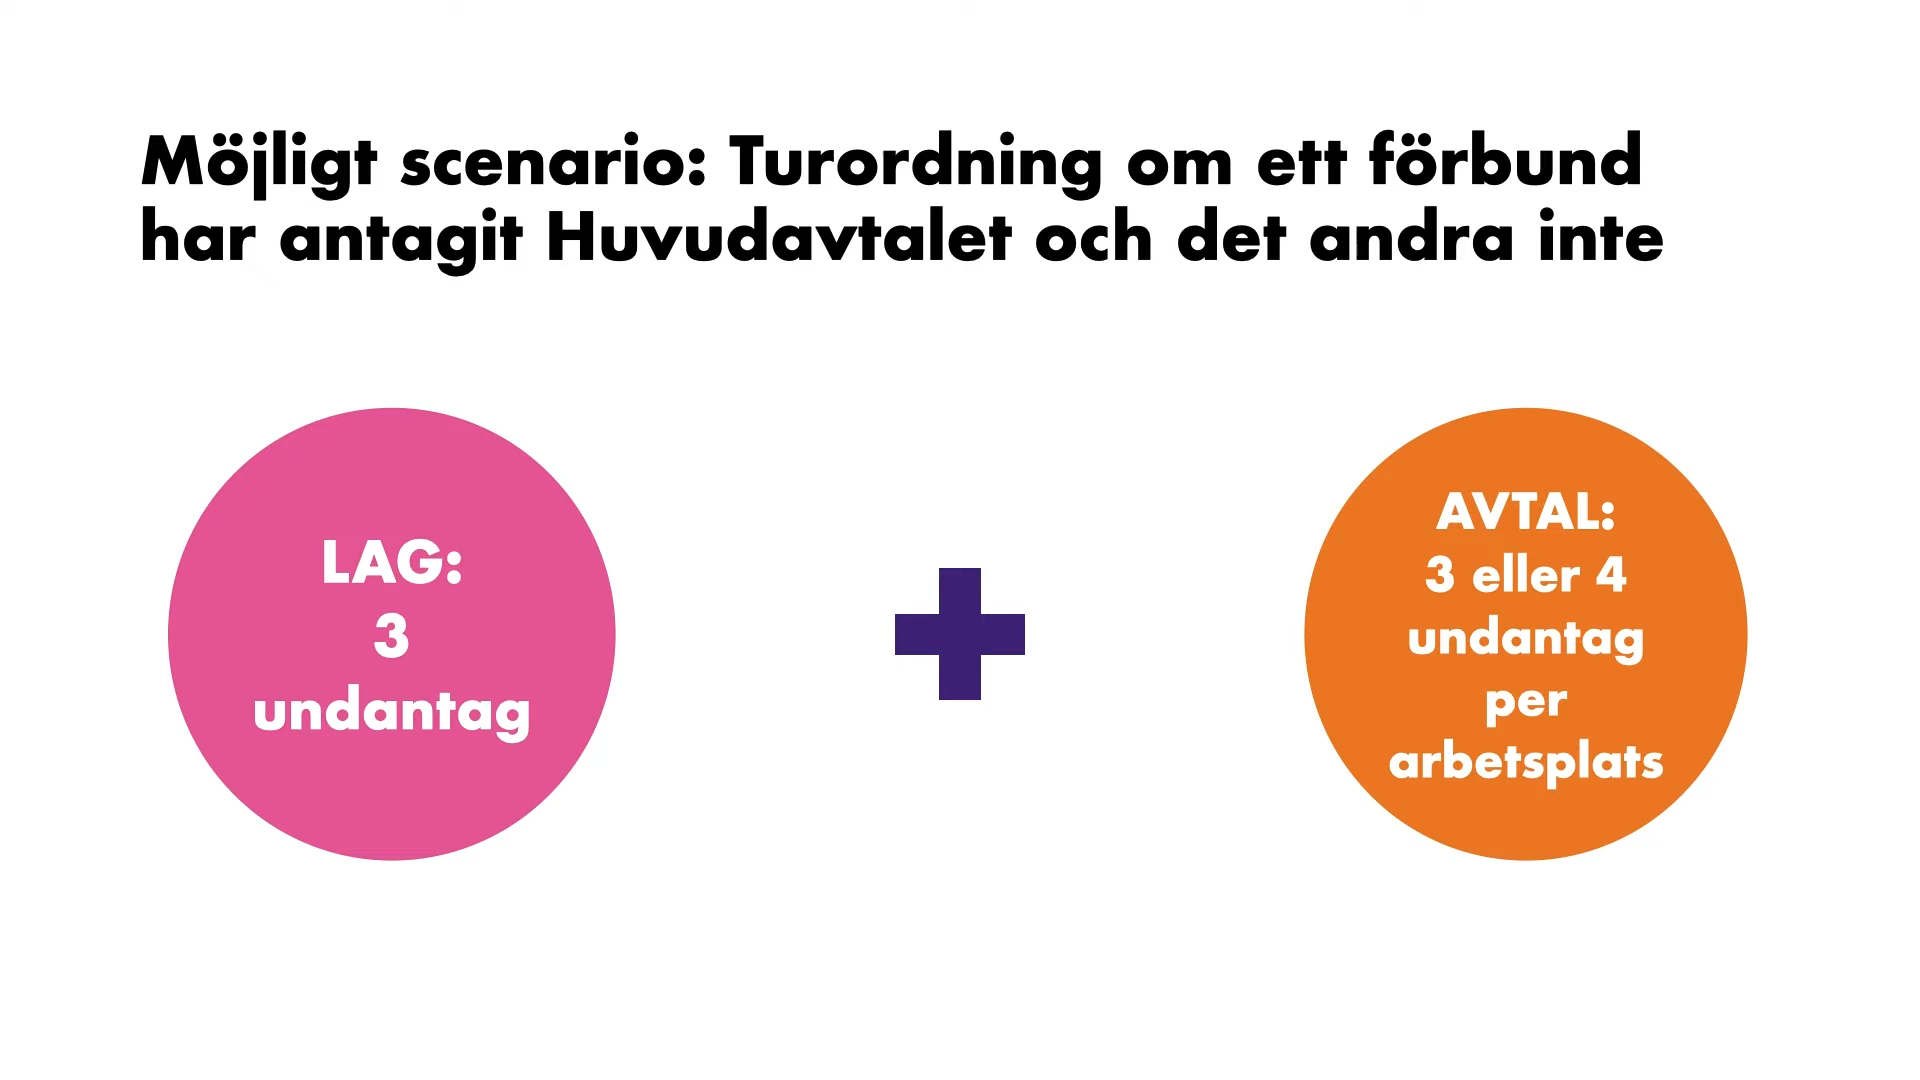 Möjligt scenario: Turordning om ett förbund
har antagit Huvudavtalet och det andra inte
LAG:
3
undantag
AVTAL:
3 eller 4
undantag
per
arbetsplats